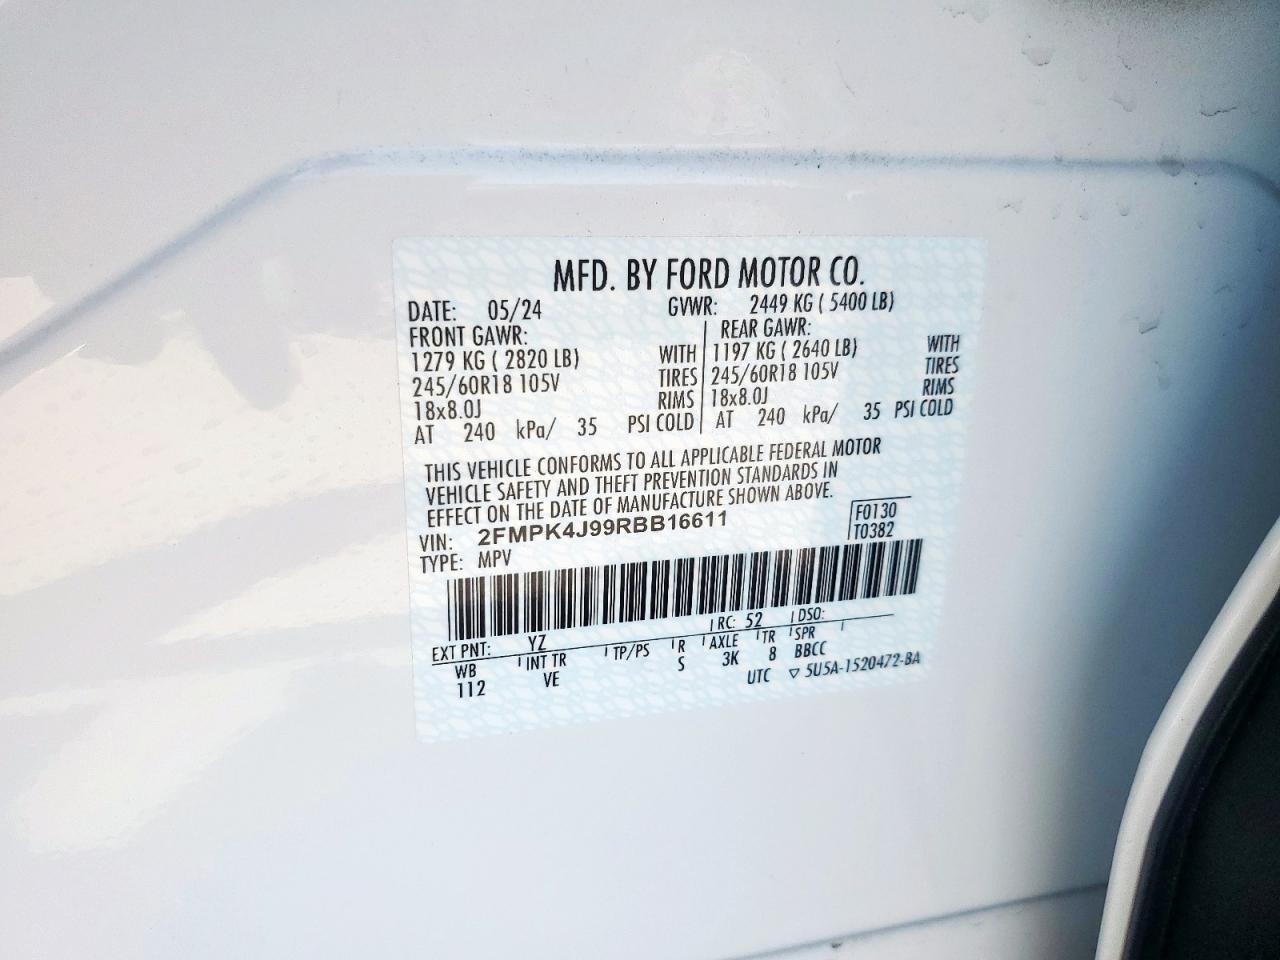 MFD. BY FORD MOTOR CO.
DATE: 05/24 GVWR: 2449 KG ( 5400 LB)
FRONT GAWR: REAR GAWR:
1279 KG ( 2820 LB) WITH 1197 KG ( 2640 LB) WITH
245/60R18 105V TIRES 245/60R18 105V TIRES
18x8.0J RIMS 18x8.0J RIMS
AT 240 kPa/ 35 PSI COLD AT 240 kPa/ 35 PSI COLD
THIS VEHICLE CONFORMS TO ALL APPLICABLE FEDERAL MOTOR
VEHICLE SAFETY AND THEFT PREVENTION STANDARDS IN
EFFECT ON THE DATE OF MANUFACTURE SHOWN ABOVE.
VIN: 2FMPK4J99RBB16611 F0130
TYPE: MPV T0382
EXT PNT: YZ RC: 52 DSO:
WB INT TR TP/PS R AXLE TR SPR
112 VE S 3K 8 BBCC
UTC ▽ 5U5A-1520472-BA